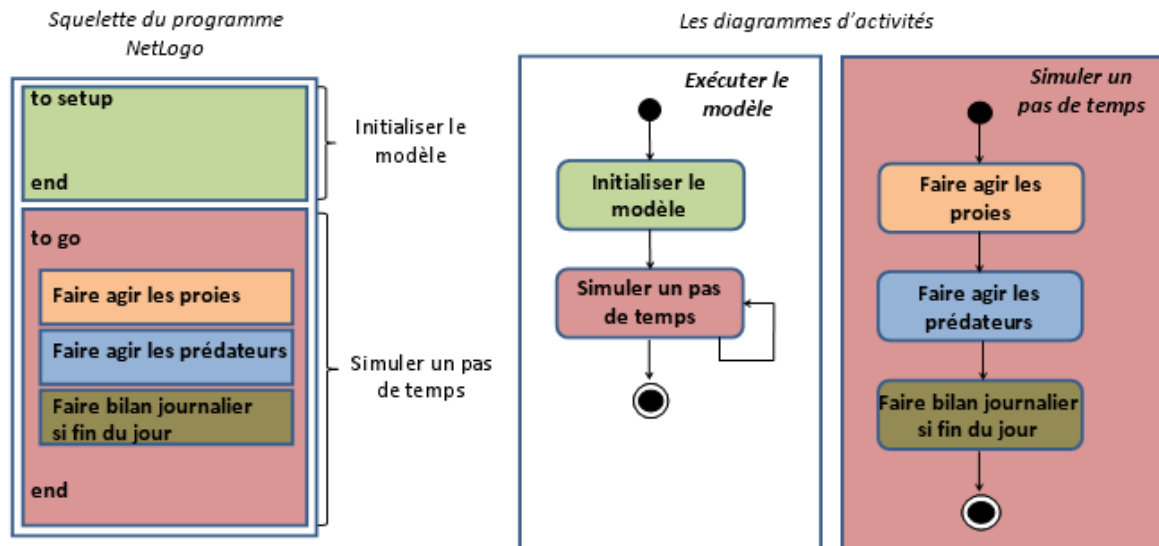 Squelette du programme
NetLogo
to setup
end
Initialiser le
modèle
to go
Faire agir les proies
Faire agir les prédateurs
Faire bilan journalier
si fin du jour
end
Simuler un pas
de temps
Les diagrammes d'activités
Exécuter le
modèle
Initialiser le
modèle
Simuler un pas
de temps
Simuler un
pas de temps
Faire agir les
proies
Faire agir les
prédateurs
Faire bilan journalier
si fin du jour